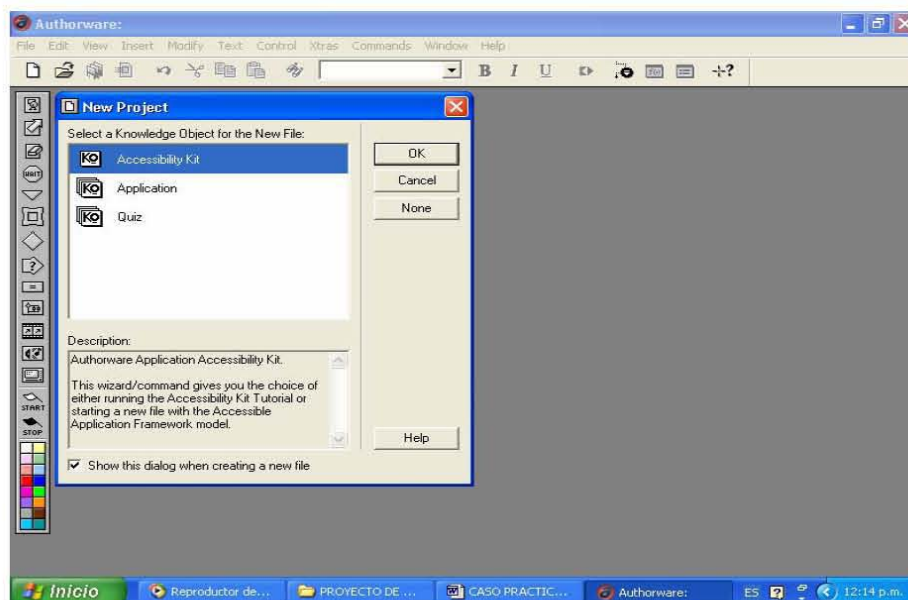 Authorware:
File Edit View Insert Modify Text Control Xtras Commands Window Help
B I U
New Project
Select a Knowledge Object for the New File:
KO Accessibility Kit
KO Application
KO Quiz
OK
Cancel
None
Description:
Authorware Application Accessibility Kit.
This wizard/command gives you the choice of
either running the Accessibility Kit Tutorial or
starting a new file with the Accessible
Application Framework model.
Help
Show this dialog when creating a new file
WAIT
START
STOP
Inicio Reproductor de... PROYECTO DE ... CASO PRACTIC... Authorware: ES 12:14 p.m.